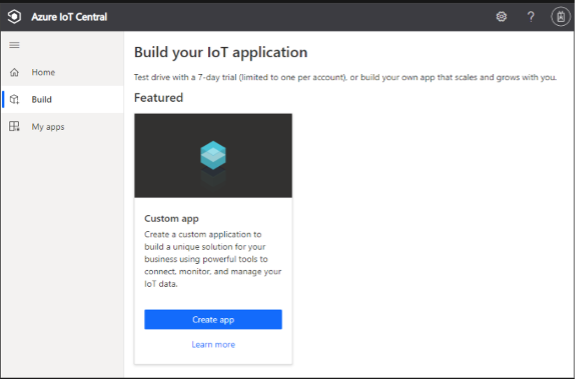 Azure IoT Central
?
Build your IoT application
Home
Test drive with a 7-day trial (limited to one per account), or build your own app that scales and grows with you.
Build
Featured
My apps
Custom app
Create a custom application to
build a unique solution for your
business using powerful tools to
connect, monitor, and manage your
IoT data.
Create app
Learn more